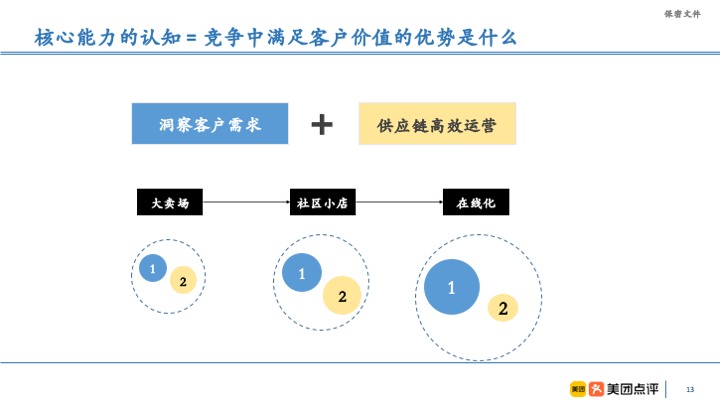 保密文件
核心能力的认知 = 竞争中满足客户价值的优势是什么
洞察客户需求
+
供应链高效运营
大卖场
社区小店
在线化
1
2
1
2
1
2
美团
美团点评
13